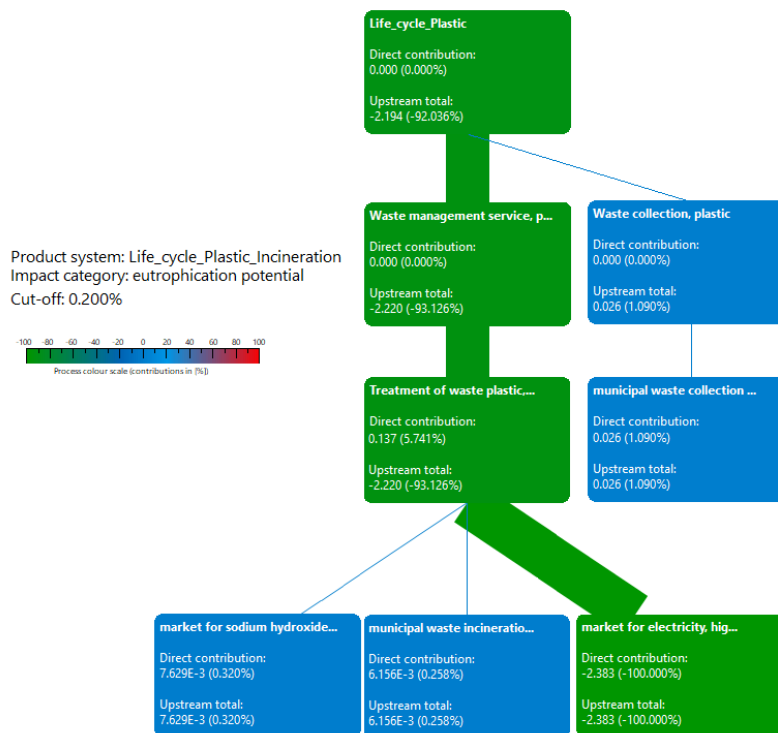 Life_cycle_Plastic
Direct contribution:
0.000 (0.000%)
Upstream total:
-2.194 (-92.036%)
Waste management service, p...
Direct contribution:
0.000 (0.000%)
Upstream total:
-2.220 (-93.126%)
Waste collection, plastic
Direct contribution:
0.000 (0.000%)
Upstream total:
0.026 (1.090%)
Product system: Life_cycle_Plastic_Incineration
Impact category: eutrophication potential
Cut-off: 0.200%
-100 -80 -60 -40 -20 0 20 40 60 80 100
Process colour scale (contributions in [%])
Treatment of waste plastic,...
Direct contribution:
0.137 (5.741%)
Upstream total:
-2.220 (-93.126%)
municipal waste collection ...
Direct contribution:
0.026 (1.090%)
Upstream total:
0.026 (1.090%)
market for sodium hydroxide...
Direct contribution:
7.629E-3 (0.320%)
Upstream total:
7.629E-3 (0.320%)
municipal waste incineratio...
Direct contribution:
6.156E-3 (0.258%)
Upstream total:
6.156E-3 (0.258%)
market for electricity, hig...
Direct contribution:
-2.383 (-100.000%)
Upstream total:
-2.383 (-100.000%)